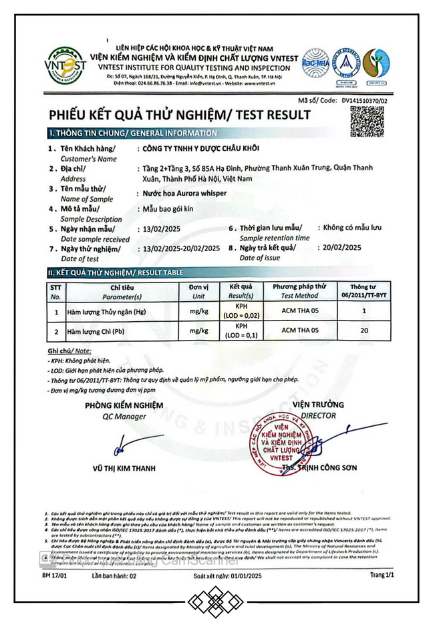 LIÊN HIỆP CÁC HỘI KHOA HỌC & KỸ THUẬT VIỆT NAM
VIỆN KIỂM NGHIỆM VÀ KIỂM ĐỊNH CHẤT LƯỢNG VNTEST
VNTEST INSTITUTE FOR QUALITY TESTING AND INSPECTION
Đc: Số 07, Ngách 168/21, Đường Nguyễn Xiển, P. Hạ Đình, Q. Thanh Xuân, TP. Hà Nội
Điện thoại: 024.66.86.76.38 - Email: info@vntest.vn - Website: www.vntest.vn
VNTEST
Mã số/ Code: DV141510370/02
PHIẾU KẾT QUẢ THỬ NGHIỆM/ TEST RESULT
I. THÔNG TIN CHUNG/ GENERAL INFORMATION
1. Tên Khách hàng/ : CÔNG TY TNHH Y DƯỢC CHÂU KHÔI
Customer's Name
2. Địa chỉ/ : Tầng 2+Tầng 3, Số 85A Hạ Đình, Phường Thanh Xuân Trung, Quận Thanh
Address Xuân, Thành Phố Hà Nội, Việt Nam
3. Tên mẫu thử/ : Nước hoa Aurora whisper
Name of Sample
4. Mô tả mẫu/ : Mẫu bao gói kín
Sample Description
5. Ngày nhận mẫu/ : 13/02/2025 6. Thời gian lưu mẫu/ : Không có mẫu lưu
Date sample received Sample retention time
7. Ngày thử nghiệm/ : 13/02/2025-20/02/2025 8. Ngày trả kết quả/ : 20/02/2025
Date of test Date of issue
II. KẾT QUẢ THỬ NGHIỆM/ RESULT TABLE
STT Chỉ tiêu Đơn vị Kết quả Phương pháp thử Thông tư
No. Parameter(s) Unit Result(s) Test Method 06/2011/TT-BYT
1 Hàm lượng Thủy ngân (Hg) mg/kg KPH (LOD = 0,02) ACM THA 05 1
2 Hàm lượng Chì (Pb) mg/kg KPH (LOD = 0,1) ACM THA 05 20
Ghi chú/ Note:
- KPH: Không phát hiện.
- LOD: Giới hạn phát hiện của phương pháp.
- Thông tư 06/2011/TT-BYT: Thông tư quy định về quản lý mỹ phẩm, ngưỡng giới hạn cho phép.
- Đơn vị mg/kg tương đương đơn vị ppm
PHÒNG KIỂM NGHIỆM VIỆN TRƯỞNG
QC Manager DIRECTOR
VIỆN
KIỂM NGHIỆM
VÀ KIỂM ĐỊNH
CHẤT LƯỢNG
VNTEST
VŨ THỊ KIM THANH ThS. TRỊNH CÔNG SƠN
BM 17/01 Lần ban hành: 02 Soát xét ngày: 01/01/2025 Trang 1/1